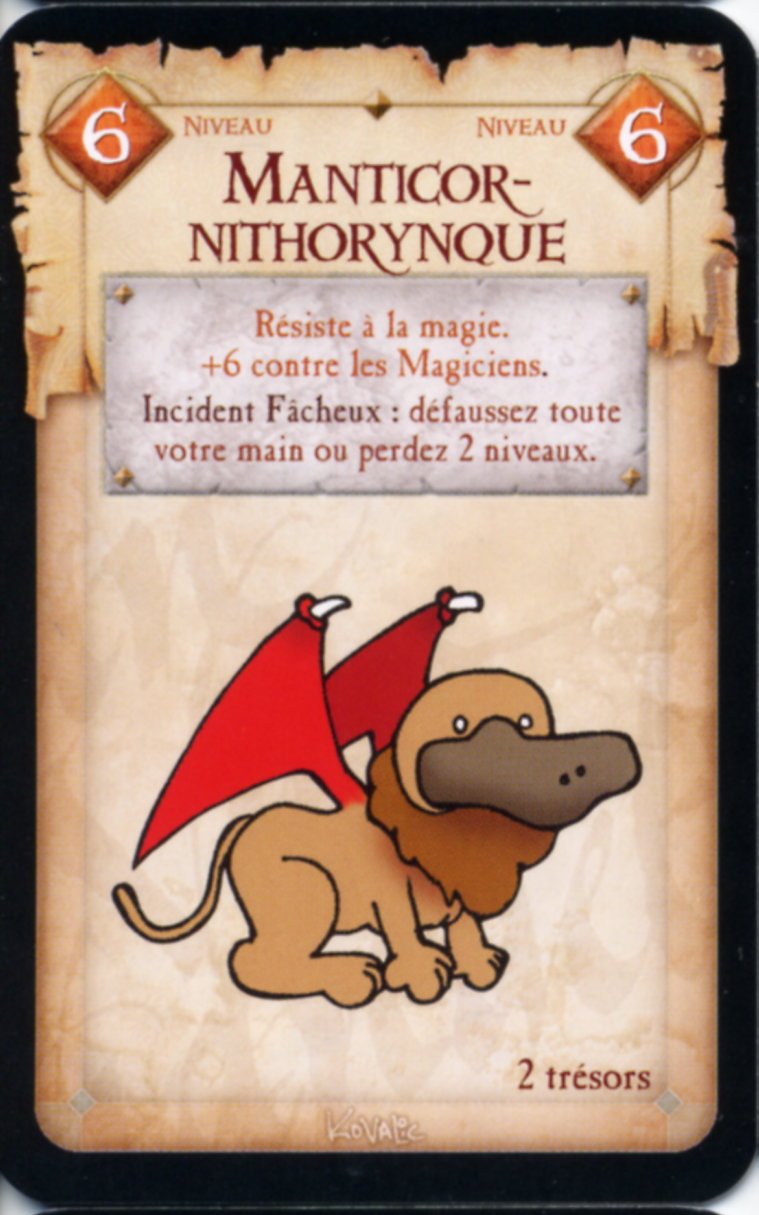 6 NIVEAU NIVEAU 6
MANTICOR-
NITHORYNQUE
Résiste à la magie.
+6 contre les Magiciens.
Incident Fâcheux : défaussez toute
votre main ou perdez 2 niveaux.
2 trésors
KOVALIC